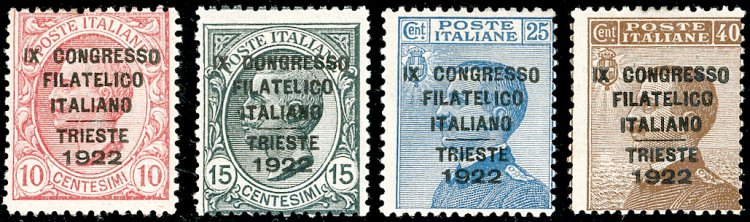 POSTE ITALIANE
IX CONGRESSO
FILATELICO
ITALIANO
TRIESTE
1922
10 CENTESIMI 10
POSTE ITALIANE
IX CONGRESSO
FILATELICO
ITALIANO
TRIESTE
1922
15 CENTESIMI 15
Cent POSTE ITALIANE 25
IX CONGRESSO
FILATELICO
ITALIANO
TRIESTE
1922
Cent POSTE ITALIANE 40
IX CONGRESSO
FILATELICO
ITALIANO
TRIESTE
1922